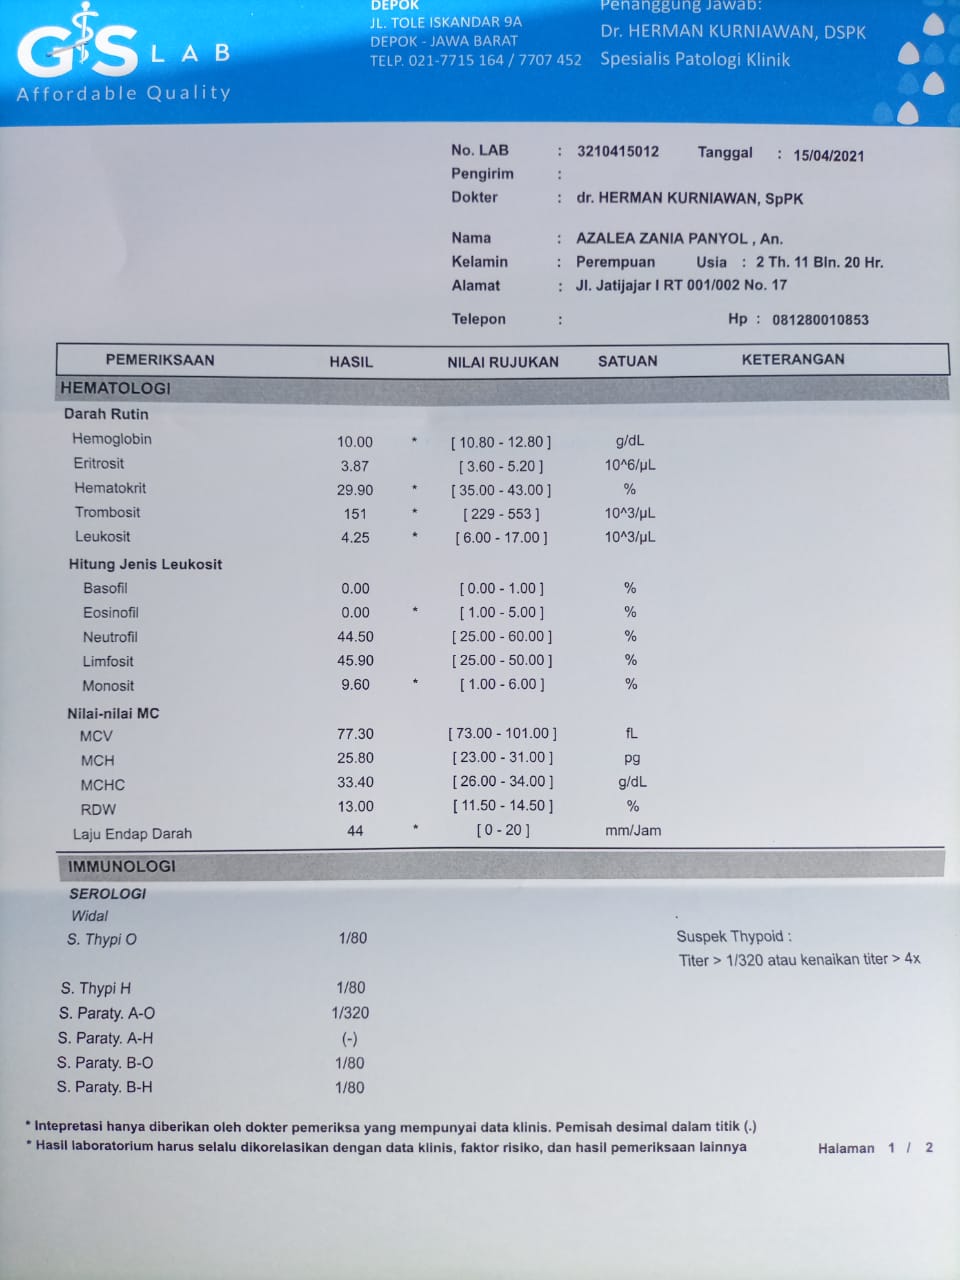 GSLAB
Affordable Quality
DEPOK
JL. TOLE ISKANDAR 9A
DEPOK - JAWA BARAT
TELP. 021-7715 164 / 7707 452
Penanggung Jawab:
Dr. HERMAN KURNIAWAN, DSPK
Spesialis Patologi Klinik
No. LAB : 3210415012 Tanggal : 15/04/2021
Pengirim :
Dokter : dr. HERMAN KURNIAWAN, SpPK
Nama : AZALEA ZANIA PANYOL , An.
Kelamin : Perempuan Usia : 2 Th. 11 Bln. 20 Hr.
Alamat : Jl. Jatijajar I RT 001/002 No. 17
Telepon : Hp : 081280010853
PEMERIKSAAN HASIL NILAI RUJUKAN SATUAN KETERANGAN
HEMATOLOGI
Darah Rutin
Hemoglobin 10.00 * [ 10.80 - 12.80 ] g/dL
Eritrosit 3.87 [ 3.60 - 5.20 ] 10^6/µL
Hematokrit 29.90 * [ 35.00 - 43.00 ] %
Trombosit 151 * [ 229 - 553 ] 10^3/µL
Leukosit 4.25 * [ 6.00 - 17.00 ] 10^3/µL
Hitung Jenis Leukosit
Basofil 0.00 [ 0.00 - 1.00 ] %
Eosinofil 0.00 * [ 1.00 - 5.00 ] %
Neutrofil 44.50 [ 25.00 - 60.00 ] %
Limfosit 45.90 [ 25.00 - 50.00 ] %
Monosit 9.60 * [ 1.00 - 6.00 ] %
Nilai-nilai MC
MCV 77.30 [ 73.00 - 101.00 ] fL
MCH 25.80 [ 23.00 - 31.00 ] pg
MCHC 33.40 [ 26.00 - 34.00 ] g/dL
RDW 13.00 [ 11.50 - 14.50 ] %
Laju Endap Darah 44 * [ 0 - 20 ] mm/Jam
IMMUNOLOGI
SEROLOGI
Widal
S. Thypi O 1/80 Suspek Thypoid :
Titer > 1/320 atau kenaikan titer > 4x
S. Thypi H 1/80
S. Paraty. A-O 1/320
S. Paraty. A-H (-)
S. Paraty. B-O 1/80
S. Paraty. B-H 1/80
* Intepretasi hanya diberikan oleh dokter pemeriksa yang mempunyai data klinis. Pemisah desimal dalam titik (.)
* Hasil laboratorium harus selalu dikorelasikan dengan data klinis, faktor risiko, dan hasil pemeriksaan lainnya Halaman 1 / 2